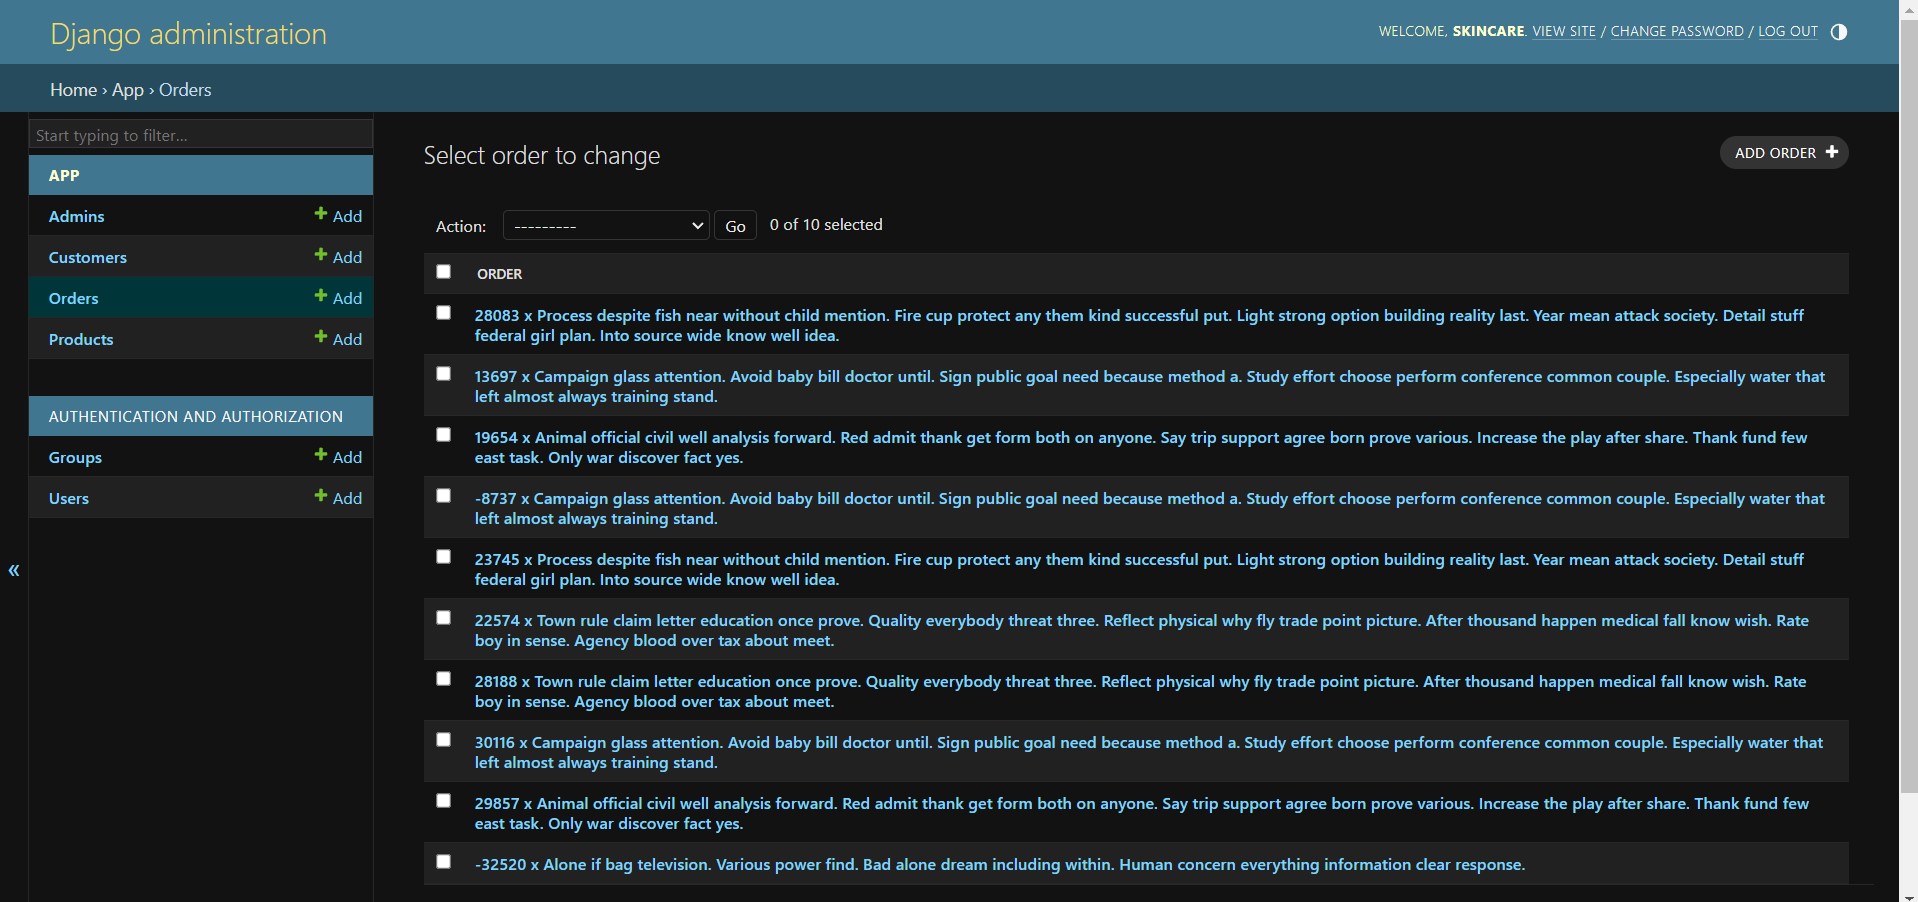 Django administration
WELCOME, SKINCARE. VIEW SITE / CHANGE PASSWORD / LOG OUT
Home › App › Orders
Start typing to filter...
APP
Admins + Add
Customers + Add
Orders + Add
Products + Add
AUTHENTICATION AND AUTHORIZATION
Groups + Add
Users + Add
«
Select order to change
ADD ORDER +
Action: --------- Go 0 of 10 selected
ORDER
28083 x Process despite fish near without child mention. Fire cup protect any them kind successful put. Light strong option building reality last. Year mean attack society. Detail stuff
federal girl plan. Into source wide know well idea.
13697 x Campaign glass attention. Avoid baby bill doctor until. Sign public goal need because method a. Study effort choose perform conference common couple. Especially water that
left almost always training stand.
19654 x Animal official civil well analysis forward. Red admit thank get form both on anyone. Say trip support agree born prove various. Increase the play after share. Thank fund few
east task. Only war discover fact yes.
-8737 x Campaign glass attention. Avoid baby bill doctor until. Sign public goal need because method a. Study effort choose perform conference common couple. Especially water that
left almost always training stand.
23745 x Process despite fish near without child mention. Fire cup protect any them kind successful put. Light strong option building reality last. Year mean attack society. Detail stuff
federal girl plan. Into source wide know well idea.
22574 x Town rule claim letter education once prove. Quality everybody threat three. Reflect physical why fly trade point picture. After thousand happen medical fall know wish. Rate
boy in sense. Agency blood over tax about meet.
28188 x Town rule claim letter education once prove. Quality everybody threat three. Reflect physical why fly trade point picture. After thousand happen medical fall know wish. Rate
boy in sense. Agency blood over tax about meet.
30116 x Campaign glass attention. Avoid baby bill doctor until. Sign public goal need because method a. Study effort choose perform conference common couple. Especially water that
left almost always training stand.
29857 x Animal official civil well analysis forward. Red admit thank get form both on anyone. Say trip support agree born prove various. Increase the play after share. Thank fund few
east task. Only war discover fact yes.
-32520 x Alone if bag television. Various power find. Bad alone dream including within. Human concern everything information clear response.